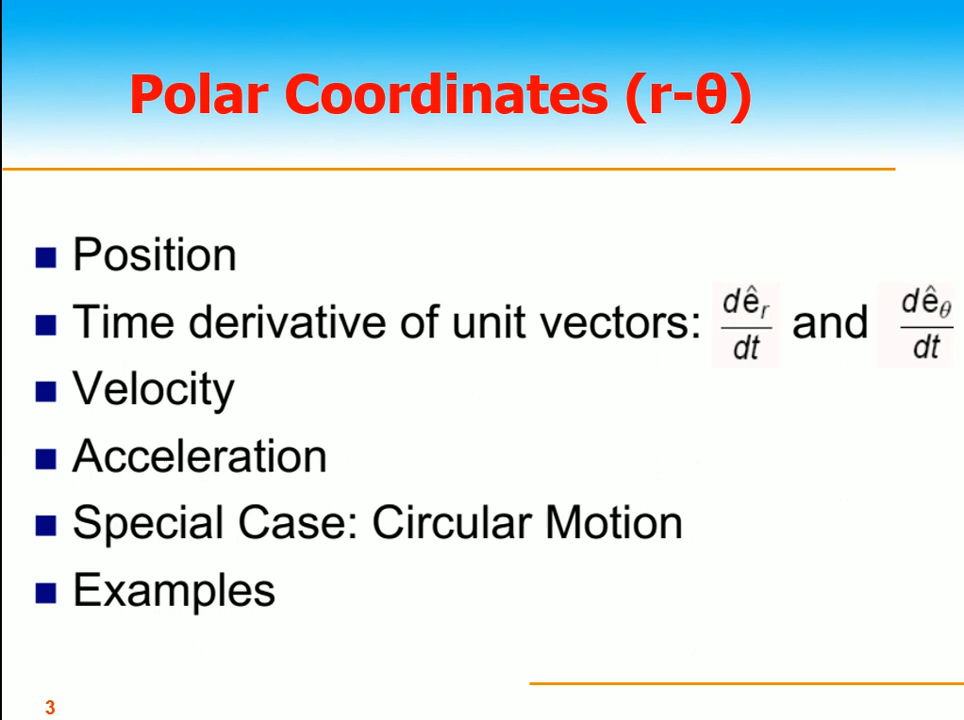 Polar Coordinates (r-θ)
■ Position
■ Time derivative of unit vectors: dê_r/dt and dê_θ/dt
■ Velocity
■ Acceleration
■ Special Case: Circular Motion
■ Examples
3